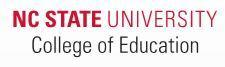 NC STATE UNIVERSITY
College of Education